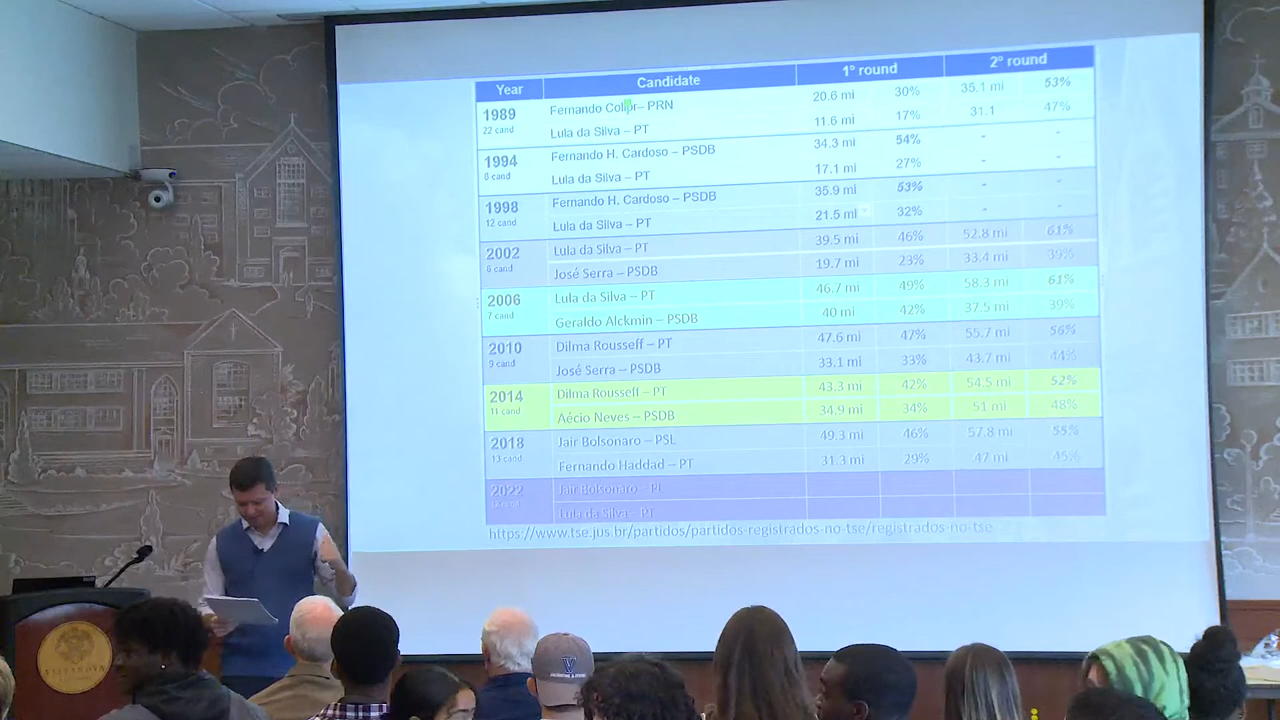 Year Candidate 1º round 2º round
1989 Fernando Collor– PRN 20.6 mi 30% 35.1 mi 53%
22 cand Lula da Silva – PT 11.6 mi 17% 31.1 47%
1994 Fernando H. Cardoso – PSDB 34.3 mi 54% - -
8 cand Lula da Silva – PT 17.1 mi 27% - -
1998 Fernando H. Cardoso – PSDB 35.9 mi 53% - -
12 cand Lula da Silva – PT 21.5 mi 32% - -
2002 Lula da Silva – PT 39.5 mi 46% 52.8 mi 61%
6 cand José Serra – PSDB 19.7 mi 23% 33.4 mi 39%
2006 Lula da Silva – PT 46.7 mi 49% 58.3 mi 61%
7 cand Geraldo Alckmin – PSDB 40 mi 42% 37.5 mi 39%
2010 Dilma Rousseff – PT 47.6 mi 47% 55.7 mi 56%
9 cand José Serra – PSDB 33.1 mi 33% 43.7 mi 44%
2014 Dilma Rousseff – PT 43.3 mi 42% 54.5 mi 52%
11 cand Aécio Neves – PSDB 34.9 mi 34% 51 mi 48%
2018 Jair Bolsonaro – PSL 49.3 mi 46% 57.8 mi 55%
13 cand Fernando Haddad – PT 31.3 mi 29% 47 mi 45%
2022 Jair Bolsonaro – PL
Lula da Silva – PT
https://www.tse.jus.br/partidos/partidos-registrados-no-tse/registrados-no-tse
VILLANOVA
V